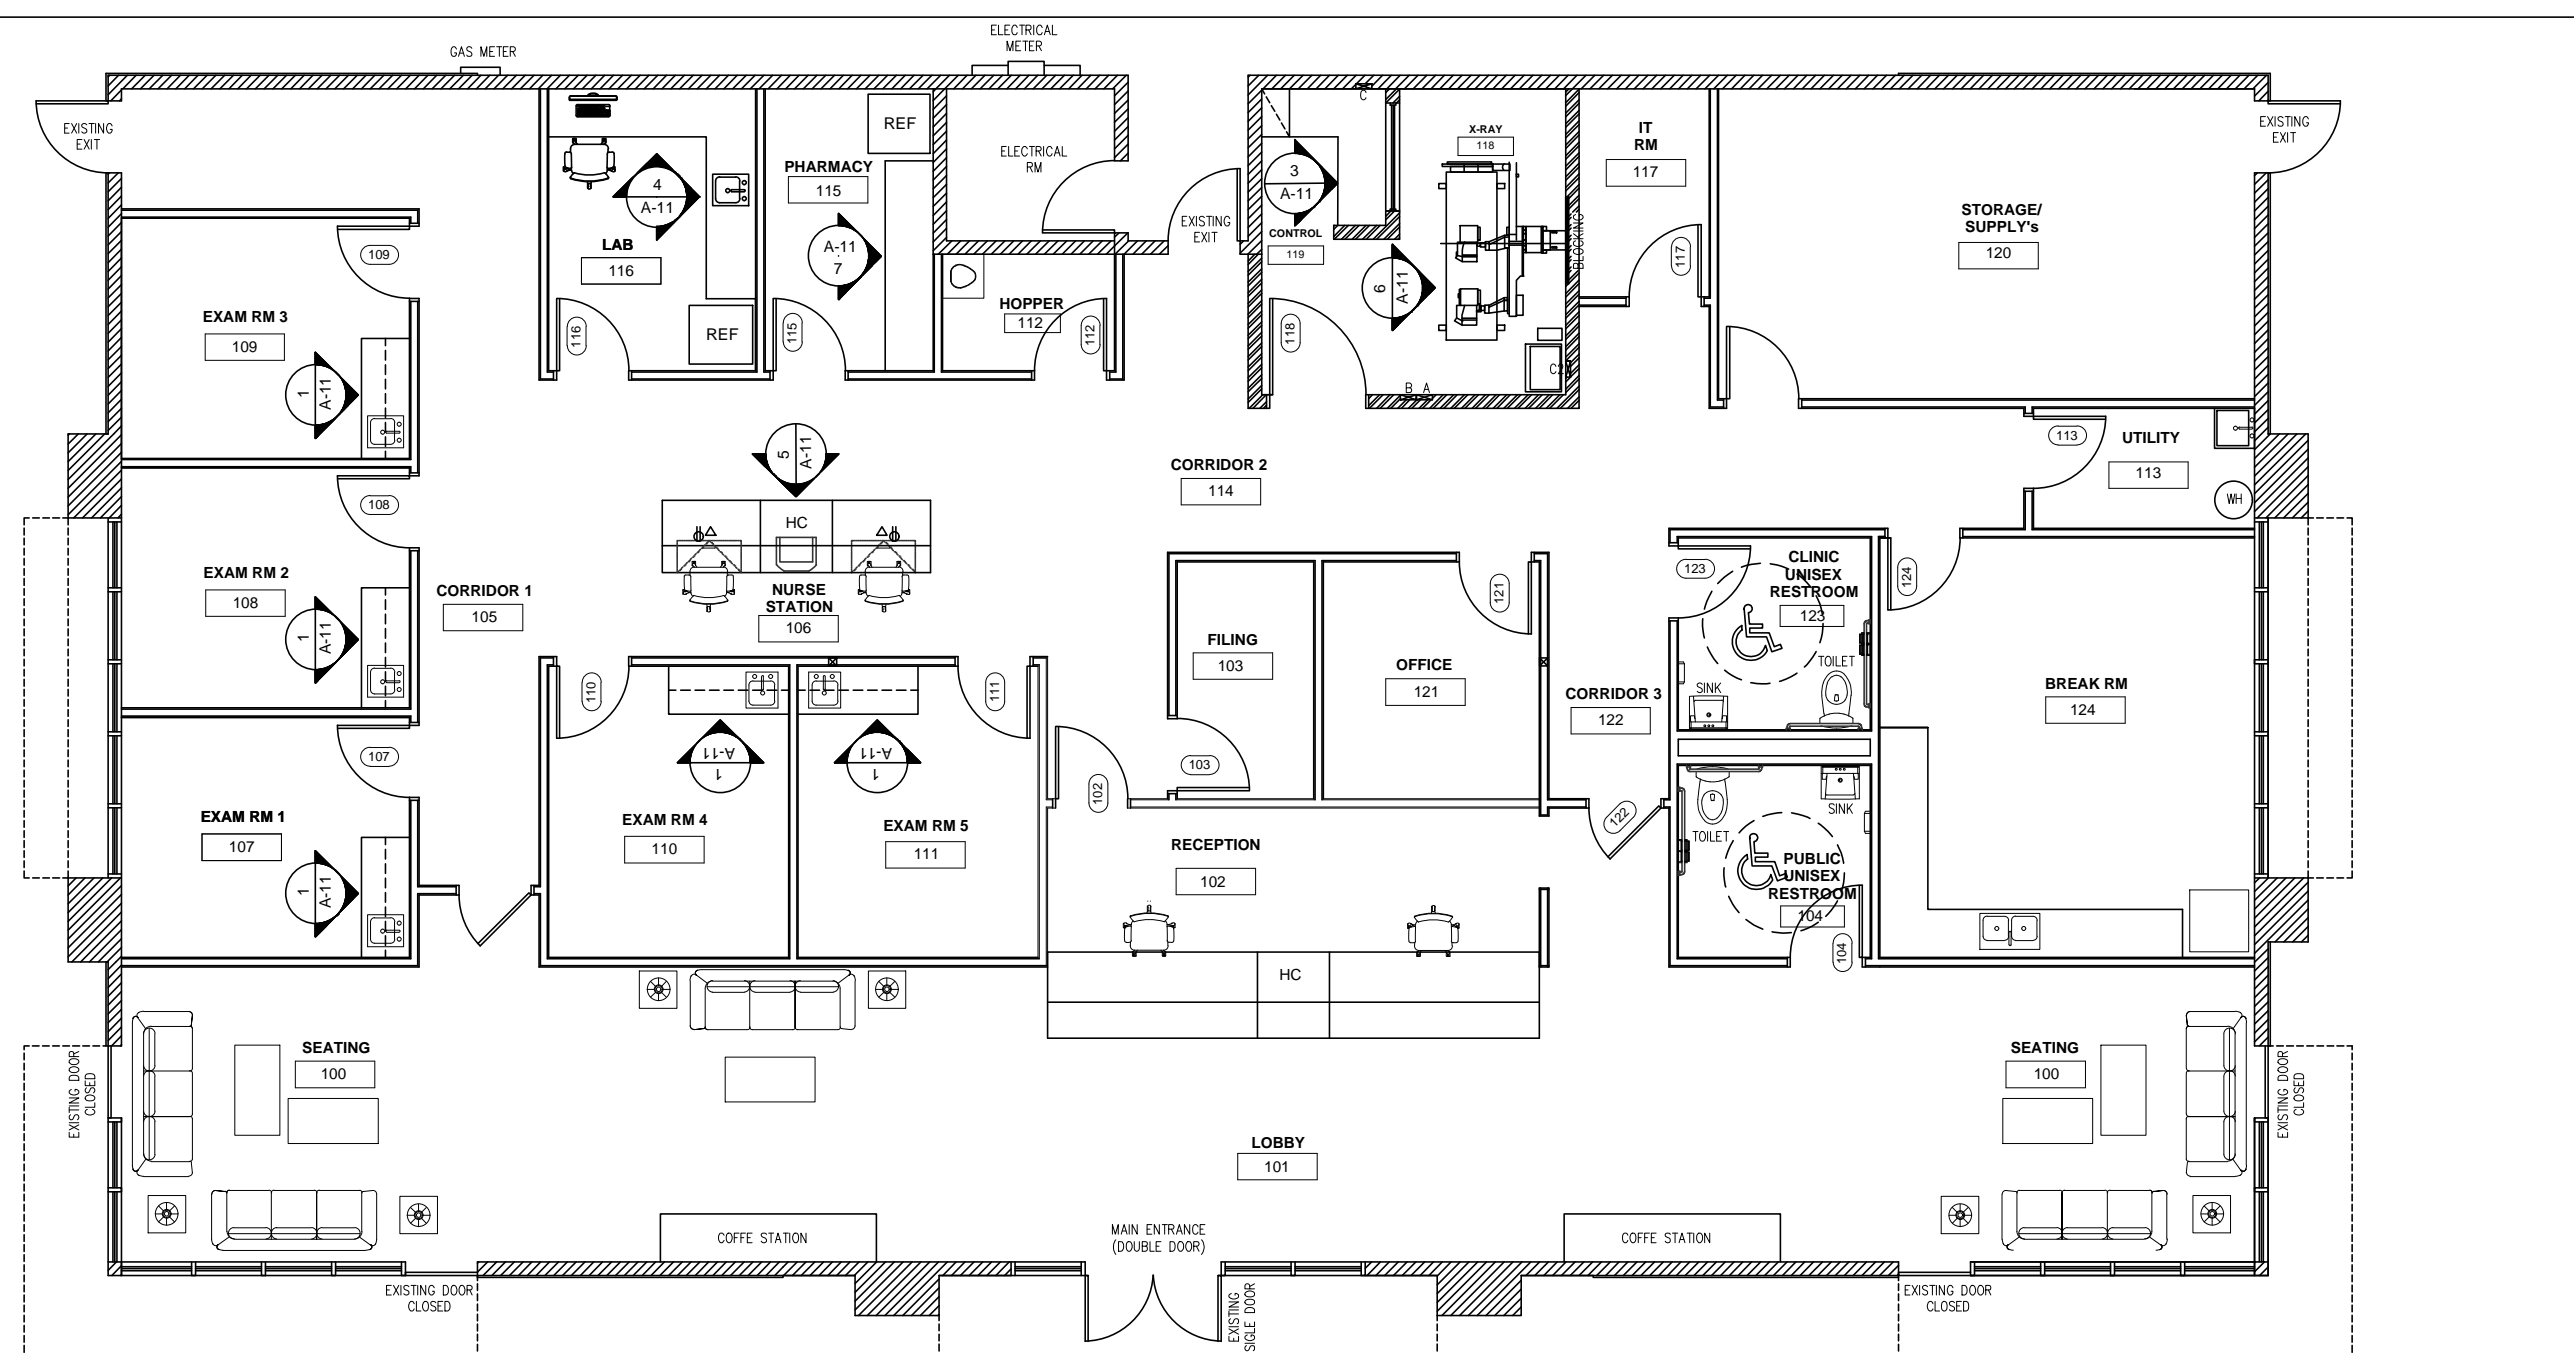 GAS METER
ELECTRICAL
METER
EXISTING
EXIT
REF
C
EXISTING
EXIT
ELECTRICAL
RM
PHARMACY
115
X-RAY
118
IT
RM
117
4
A-11
3
A-11
STORAGE/
SUPPLY's
120
LAB
116
A-11
7
EXISTING
EXIT
CONTROL
119
BLOCKING
109
117
6
A-11
EXAM RM 3
109
HOPPER
112
116
REF
115
112
118
C2
B A
1
A-11
5
A-11
CORRIDOR 2
114
113
UTILITY
113
WH
108
HC
EXAM RM 2
108
CORRIDOR 1
105
NURSE
STATION
106
121
123
CLINIC
UNISEX
RESTROOM
123
124
1
A-11
FILING
103
OFFICE
121
TOILET
SINK
CORRIDOR 3
122
BREAK RM
124
110
111
A-11
1
A-11
1
107
103
102
122
SINK
TOILET
EXAM RM 1
107
EXAM RM 4
110
EXAM RM 5
111
RECEPTION
102
PUBLIC
UNISEX
RESTROOM
104
104
1
A-11
HC
SEATING
100
SEATING
100
EXISTING DOOR
CLOSED
EXISTING DOOR
CLOSED
LOBBY
101
COFFE STATION
MAIN ENTRANCE
(DOUBLE DOOR)
COFFE STATION
EXISTING DOOR
CLOSED
EXISTING
SIGLE DOOR
EXISTING DOOR
CLOSED